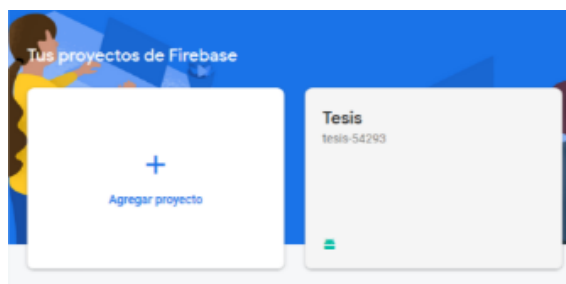 Tus proyectos de Firebase
Tesis
tesis-54293
+
Agregar proyecto